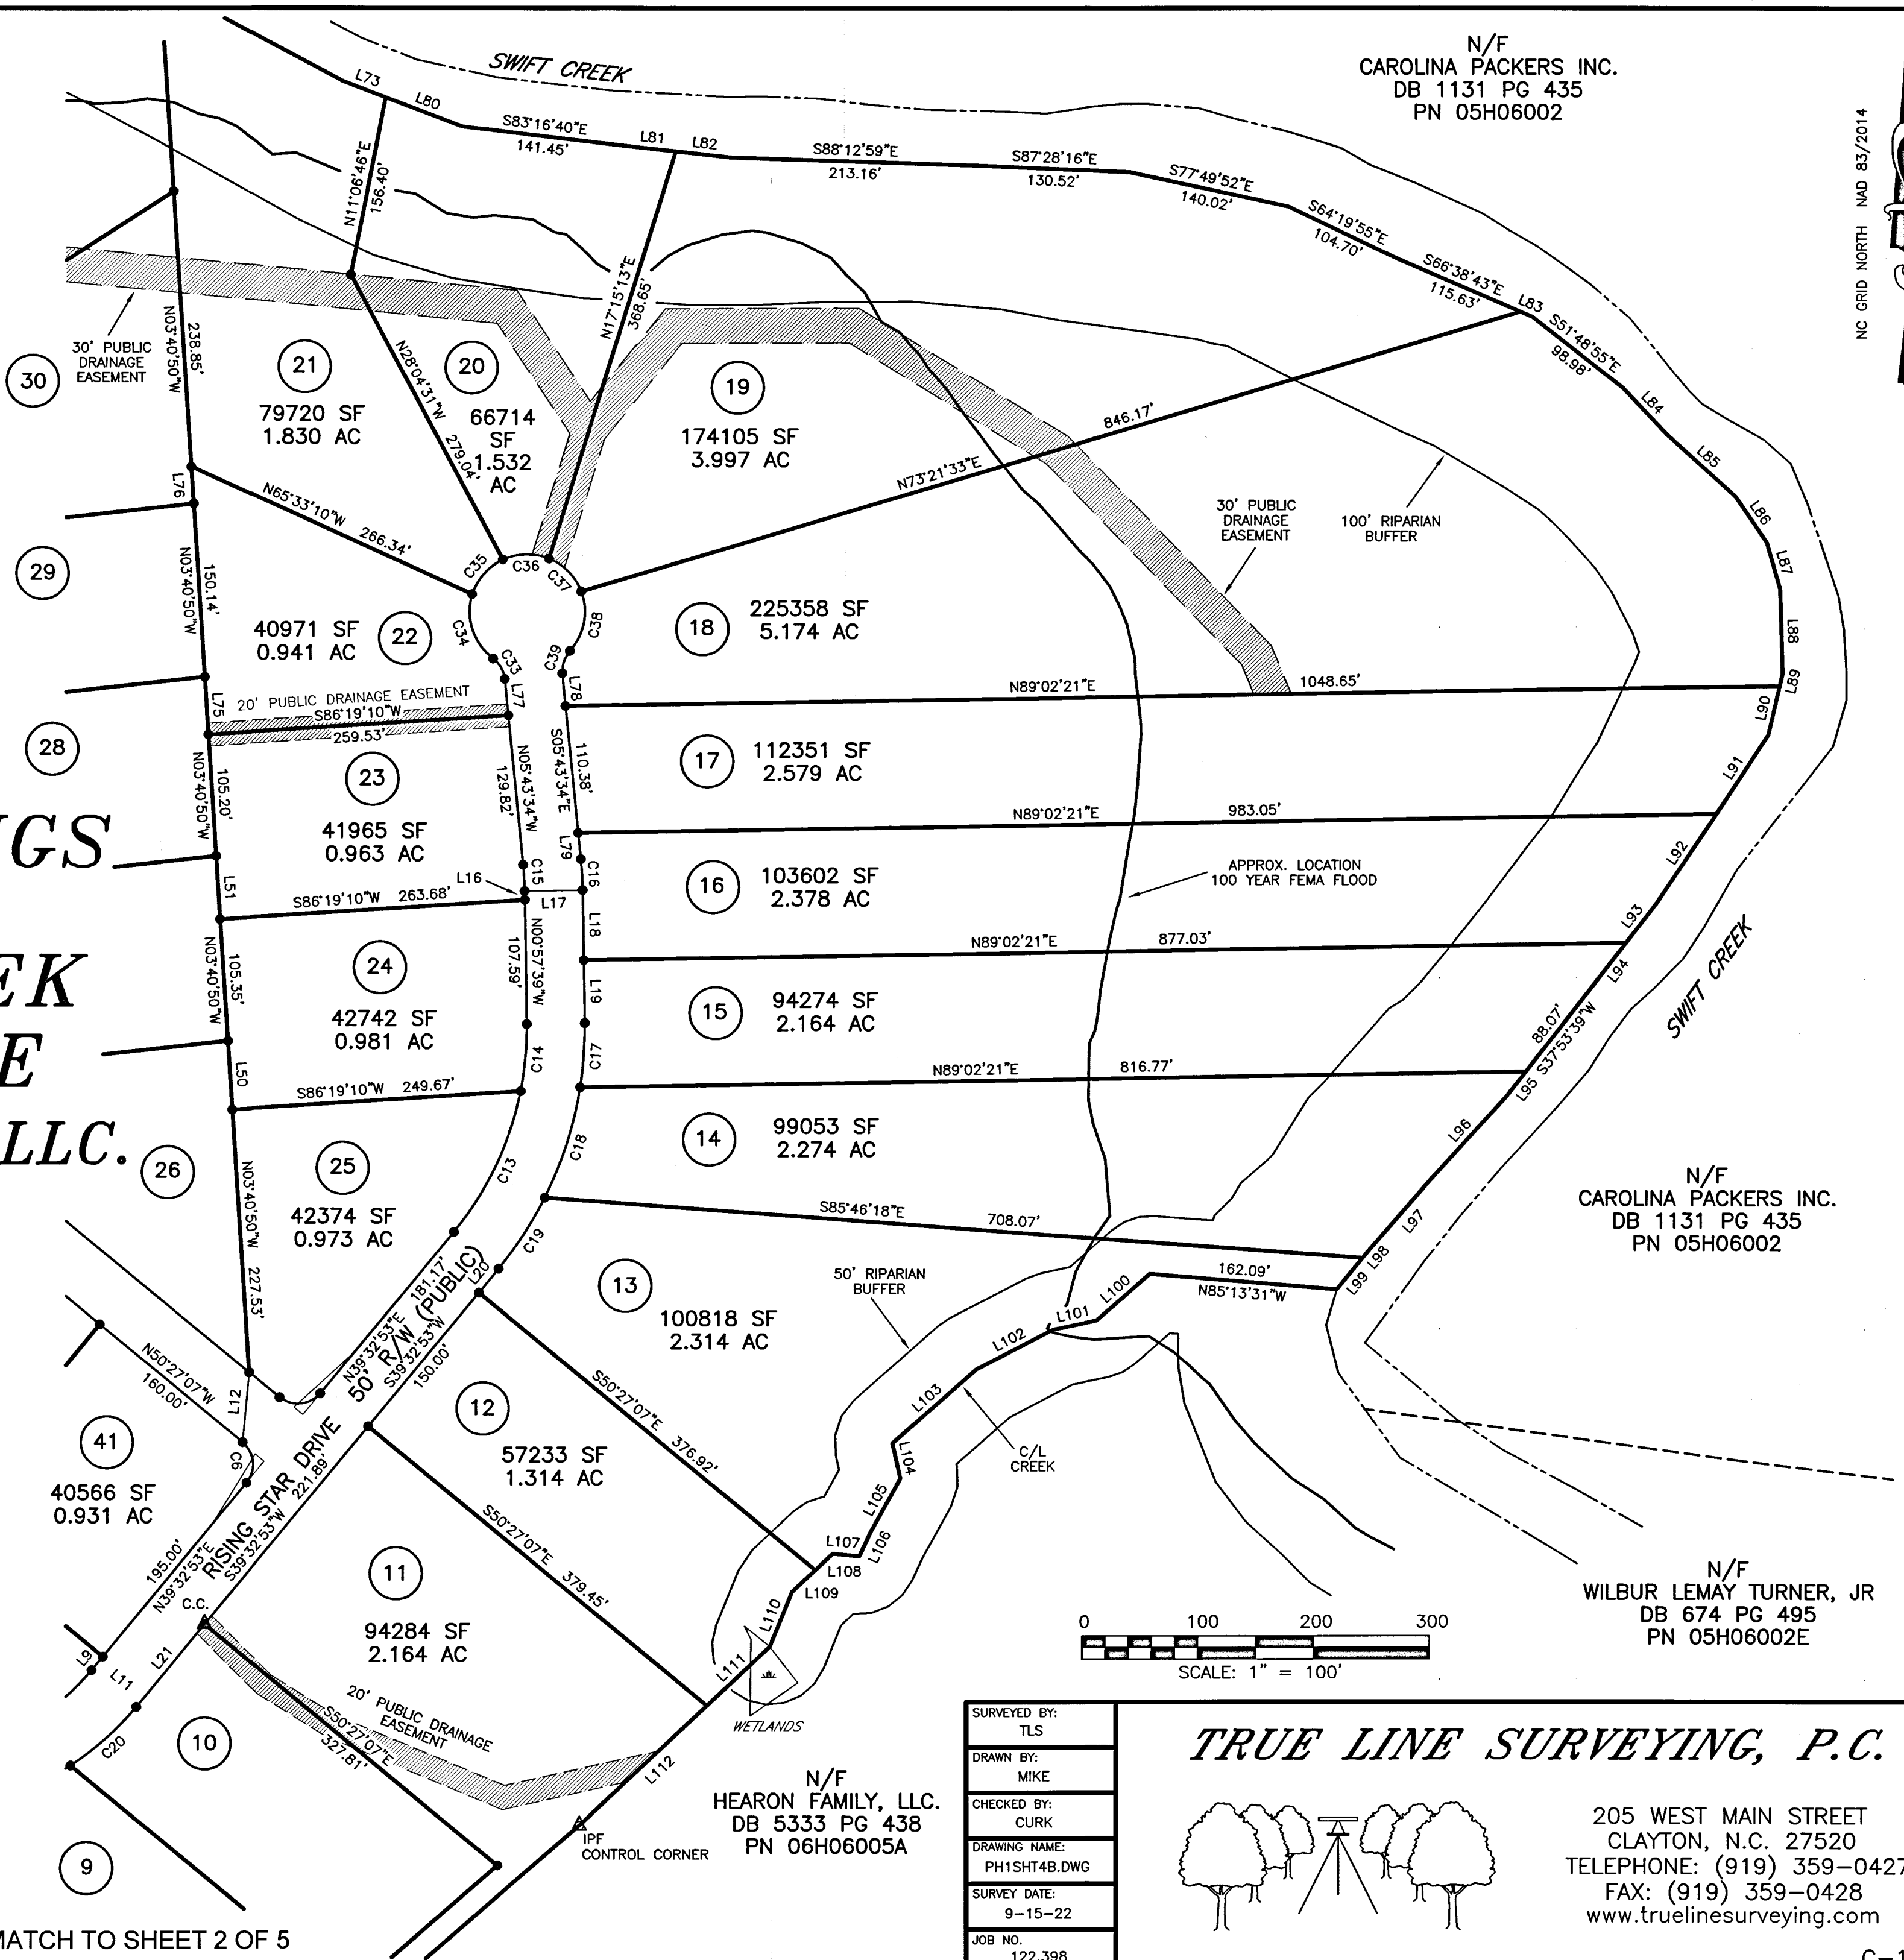 N/F
CAROLINA PACKERS INC.
DB 1131 PG 435
PN 05H06002
NC GRID NORTH NAD 83/2014
SWIFT CREEK
L73
L80
S83°16'40"E
141.45'
L81
L82
S88°12'59"E
213.16'
S87°28'16"E
130.52'
S77°49'52"E
140.02'
S64°19'55"E
104.70'
S66°38'43"E
115.63'
L83
S51°48'55"E
98.98'
L84
L85
L86
L87
L88
L89
L90
L91
L92
L93
L94
88.07'
S37°53'39"W
L95
L96
L97
L98
L99
SWIFT CREEK
N11°06'46"E
156.40'
N17°15'13"E
368.65'
N28°04'31"W
279.04'
30' PUBLIC
DRAINAGE
EASEMENT
N03°40'50"W
238.85'
30
21
79720 SF
1.830 AC
20
66714
SF
1.532
AC
19
174105 SF
3.997 AC
846.17'
N73°21'33"E
30' PUBLIC
DRAINAGE
EASEMENT
100' RIPARIAN
BUFFER
L76
N65°33'10"W
266.34'
C35
C36
C37
C38
C34
C33
C39
29
N03°40'50"W
150.14'
40971 SF
0.941 AC
22
18
225358 SF
5.174 AC
L75
20' PUBLIC DRAINAGE EASEMENT
S86°19'10"W
259.53'
L77
L78
N89°02'21"E
1048.65'
28
N03°40'50"W
105.20'
23
41965 SF
0.963 AC
N05°43'34"W
129.82'
S05°43'34"E
110.38'
17
112351 SF
2.579 AC
N89°02'21"E
983.05'
NGS
L51
L16
C15
L79
C16
L17
S86°19'10"W 263.68'
16
103602 SF
2.378 AC
APPROX. LOCATION
100 YEAR FEMA FLOOD
L18
N89°02'21"E
877.03'
EK
N03°40'50"W
105.35'
24
42742 SF
0.981 AC
N00°57'39"W
107.59'
L19
15
94274 SF
2.164 AC
E
L50
C14
C17
S86°19'10"W 249.67'
N89°02'21"E
816.77'
LLC.
26
25
42374 SF
0.973 AC
N03°40'50"W
227.53'
C13
C18
14
99053 SF
2.274 AC
S85°46'18"E
708.07'
C19
L20
N/F
CAROLINA PACKERS INC.
DB 1131 PG 435
PN 05H06002
13
100818 SF
2.314 AC
50' RIPARIAN
BUFFER
162.09'
N85°13'31"W
L100
L101
L102
L103
L104
L105
L106
L107
L108
L109
L110
L111
L112
C/L
CREEK
N39°32'53"E 181.17'
50' R/W (PUBLIC)
S39°32'53"W
150.00'
N50°27'07"W
160.00'
L12
C6
41
40566 SF
0.931 AC
12
57233 SF
1.314 AC
S50°27'07"E
376.92'
RISING STAR DRIVE
195.00'
N39°32'53"E
S39°32'53"W 221.89'
C.C.
S50°27'07"E
379.45'
11
94284 SF
2.164 AC
L9
L11
L21
C20
10
20' PUBLIC DRAINAGE
EASEMENT
S50°27'07"E
327.81'
WETLANDS
IPF
CONTROL CORNER
9
N/F
HEARON FAMILY, LLC.
DB 5333 PG 438
PN 06H06005A
N/F
WILBUR LEMAY TURNER, JR
DB 674 PG 495
PN 05H06002E
0 100 200 300
SCALE: 1" = 100'
SURVEYED BY:
TLS
DRAWN BY:
MIKE
CHECKED BY:
CURK
DRAWING NAME:
PH1SHT4B.DWG
SURVEY DATE:
9-15-22
JOB NO.
122.398
TRUE LINE SURVEYING, P.C.
205 WEST MAIN STREET
CLAYTON, N.C. 27520
TELEPHONE: (919) 359-0427
FAX: (919) 359-0428
www.truelinesurveying.com
MATCH TO SHEET 2 OF 5